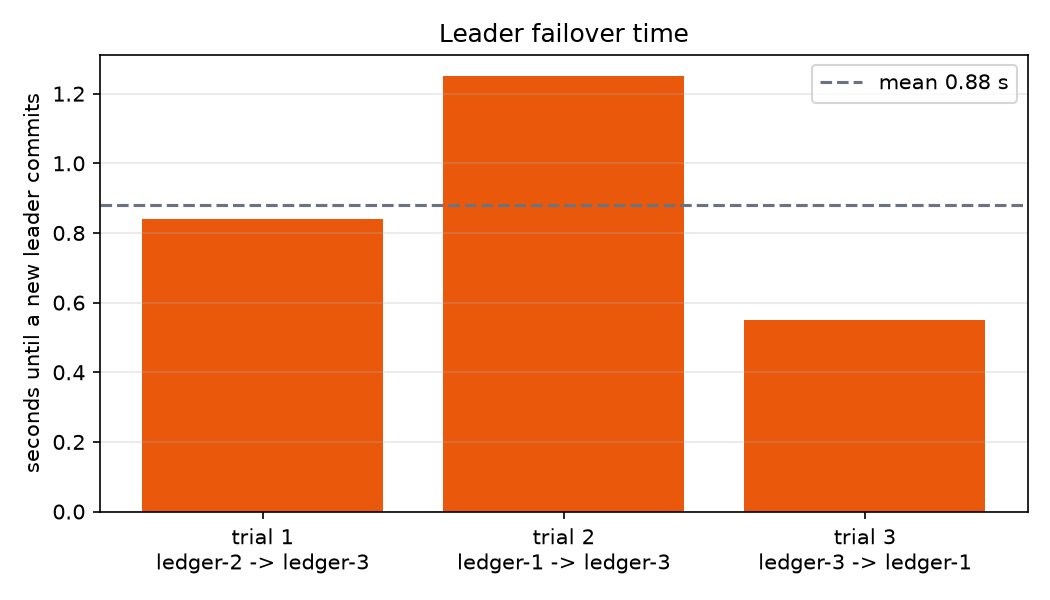 Leader failover time
mean 0.88 s
seconds until a new leader commits
1.2
1.0
0.8
0.6
0.4
0.2
0.0
trial 1
ledger-2 -> ledger-3
trial 2
ledger-1 -> ledger-3
trial 3
ledger-3 -> ledger-1